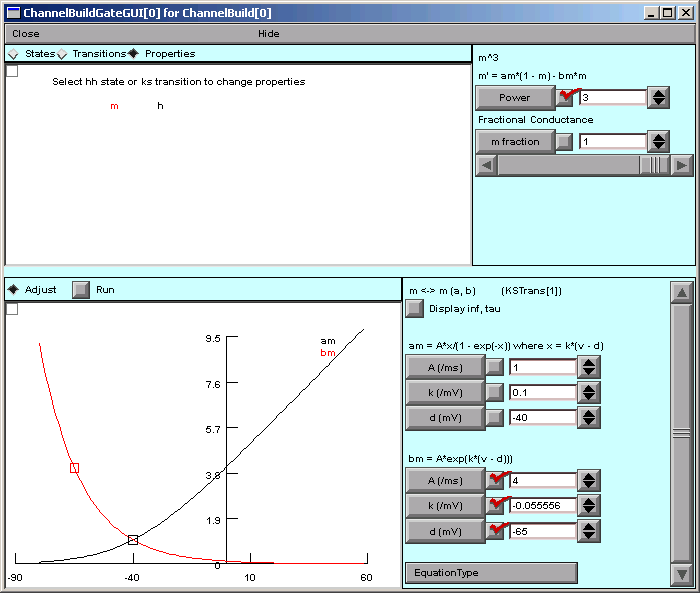 ChannelBuildGateGUI[0] for ChannelBuild[0]
Close Hide
States Transitions Properties
Select hh state or ks transition to change properties
m h
m^3
m' = am*(1 - m) - bm*m
Power 3
Fractional Conductance
m fraction 1
Adjust Run
am
bm
9.5
7.6
5.7
3.8
1.9
0
-90 -40 10 60
m <-> m (a, b) (KSTrans[1])
Display inf, tau
am = A*x/(1 - exp(-x)) where x = k*(v - d)
A (/ms) 1
k (/mV) 0.1
d (mV) -40
bm = A*exp(k*(v - d)))
A (/ms) 4
k (/mV) -0.055556
d (mV) -65
EquationType